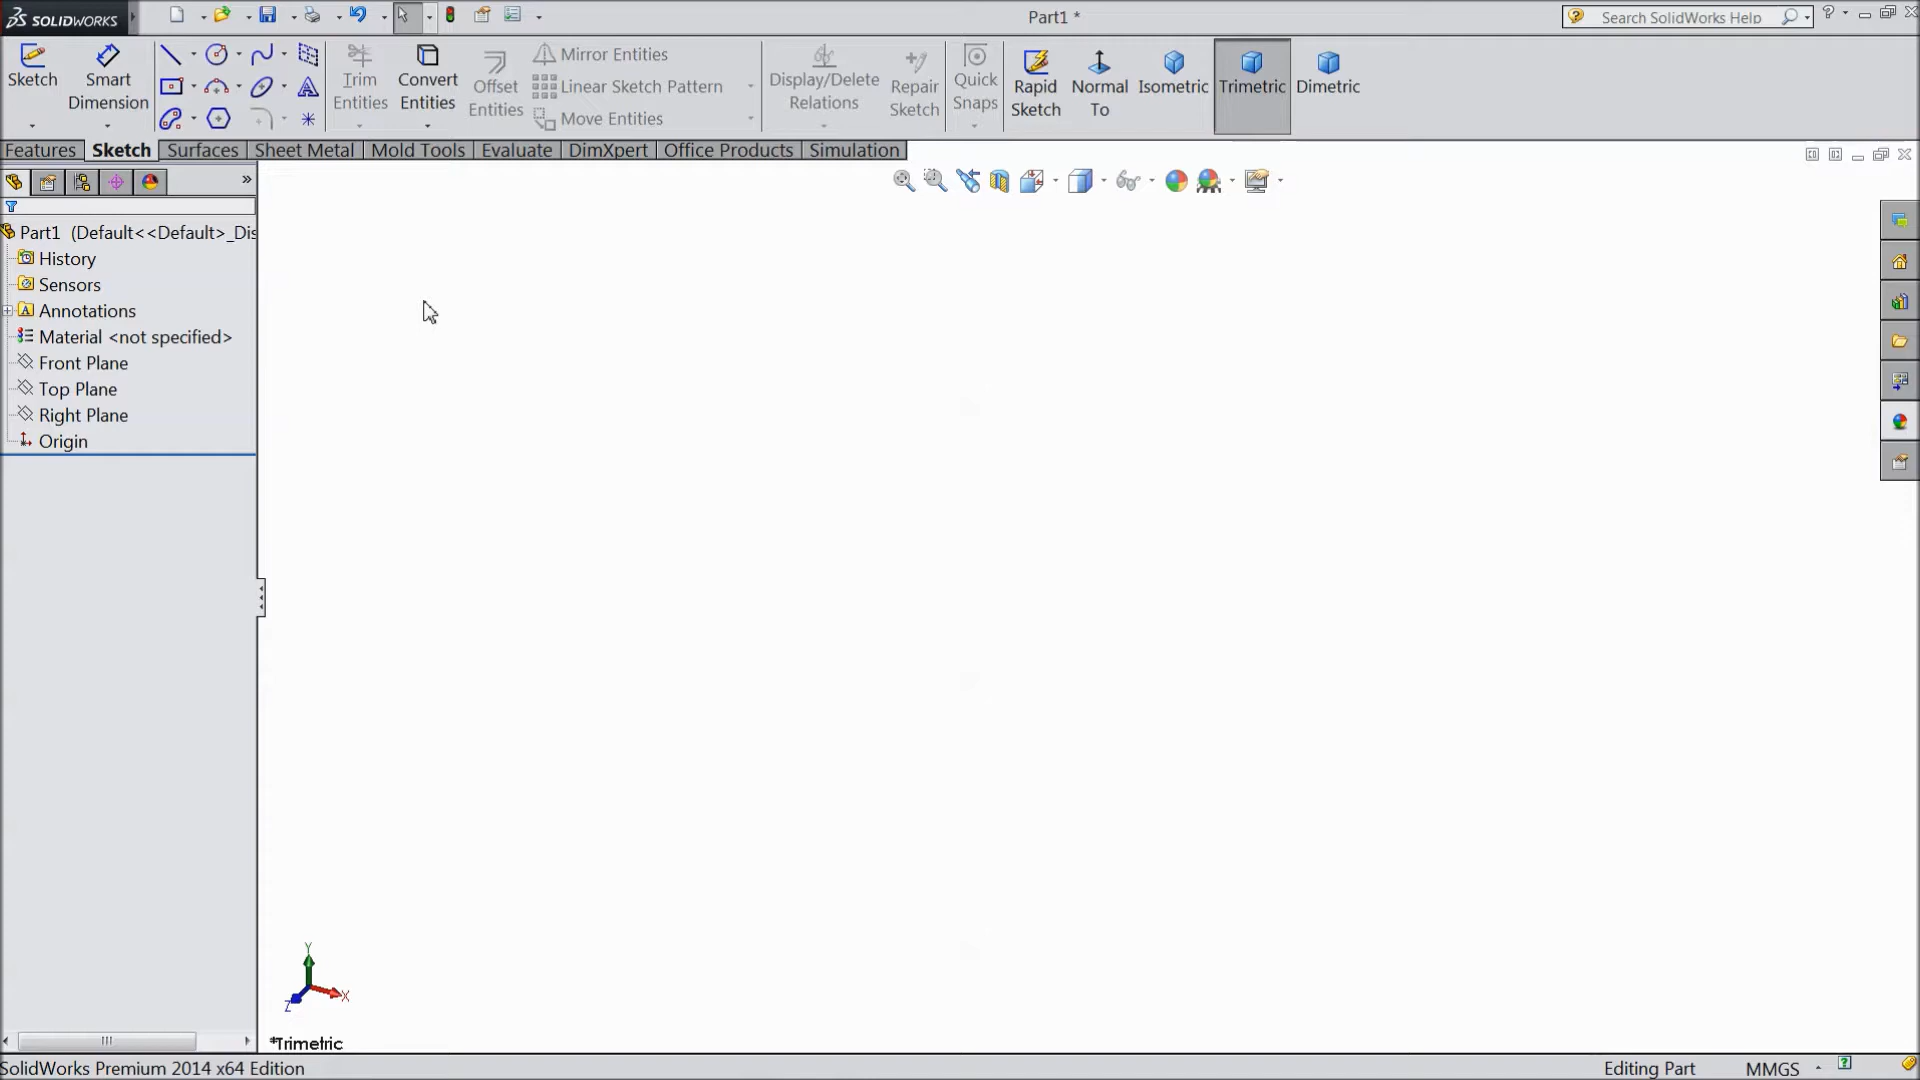 SOLIDWORKS
Part1 *
Search SolidWorks Help
Sketch
Smart Dimension
Trim Entities
Convert Entities
Offset Entities
Mirror Entities
Linear Sketch Pattern
Move Entities
Display/Delete Relations
Repair Sketch
Quick Snaps
Rapid Sketch
Normal To
Isometric
Trimetric
Dimetric
Features Sketch Surfaces Sheet Metal Mold Tools Evaluate DimXpert Office Products Simulation
Part1 (Default<<Default>_Dis
History
Sensors
Annotations
Material <not specified>
Front Plane
Top Plane
Right Plane
Origin
Y
X
Z
*Trimetric
SolidWorks Premium 2014 x64 Edition
Editing Part
MMGS